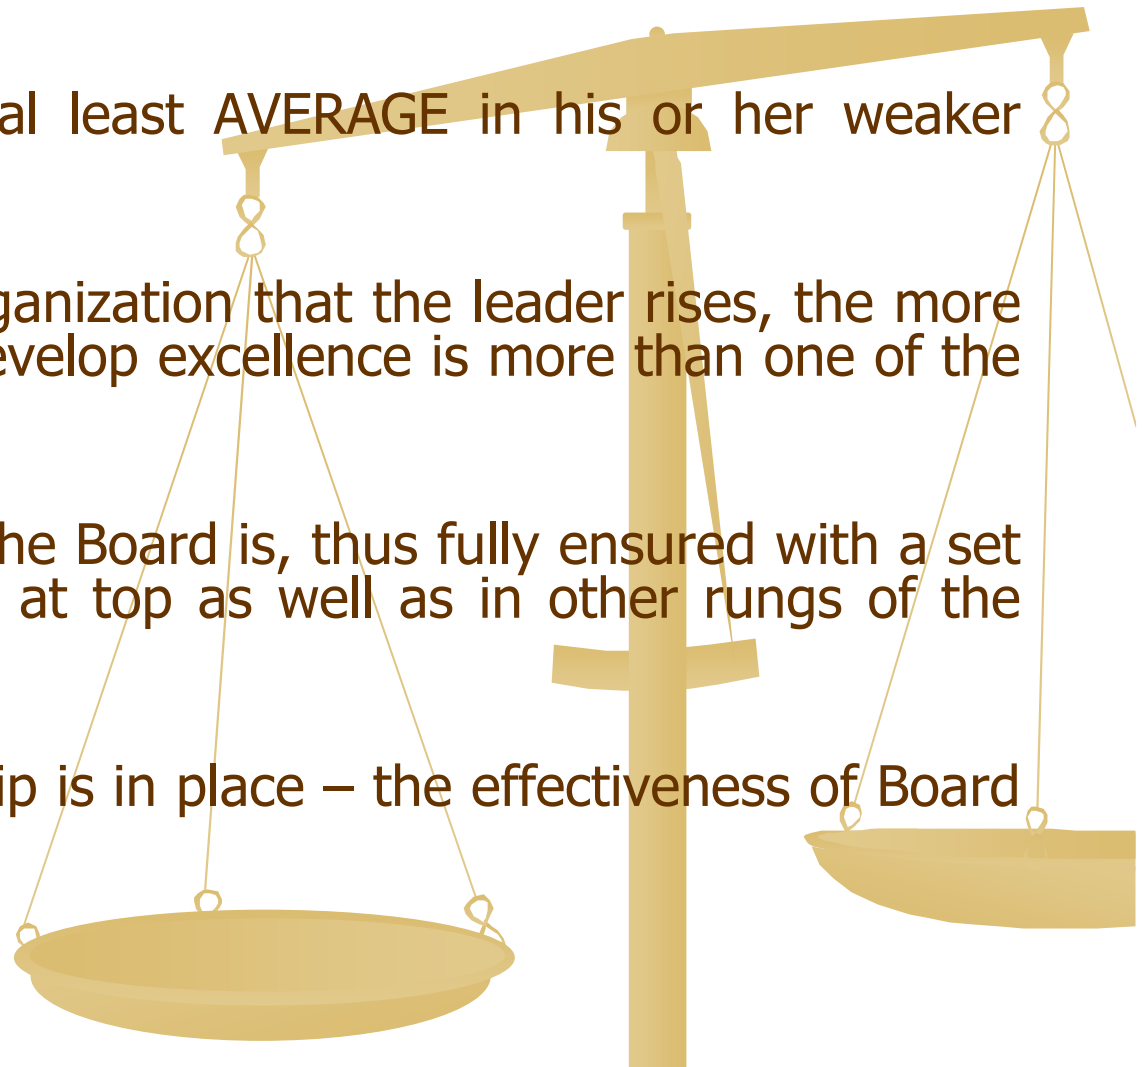 al least AVERAGE in his or her weaker
ganization that the leader rises, the more
evelop excellence is more than one of the
he Board is, thus fully ensured with a set
at top as well as in other rungs of the
ip is in place – the effectiveness of Board